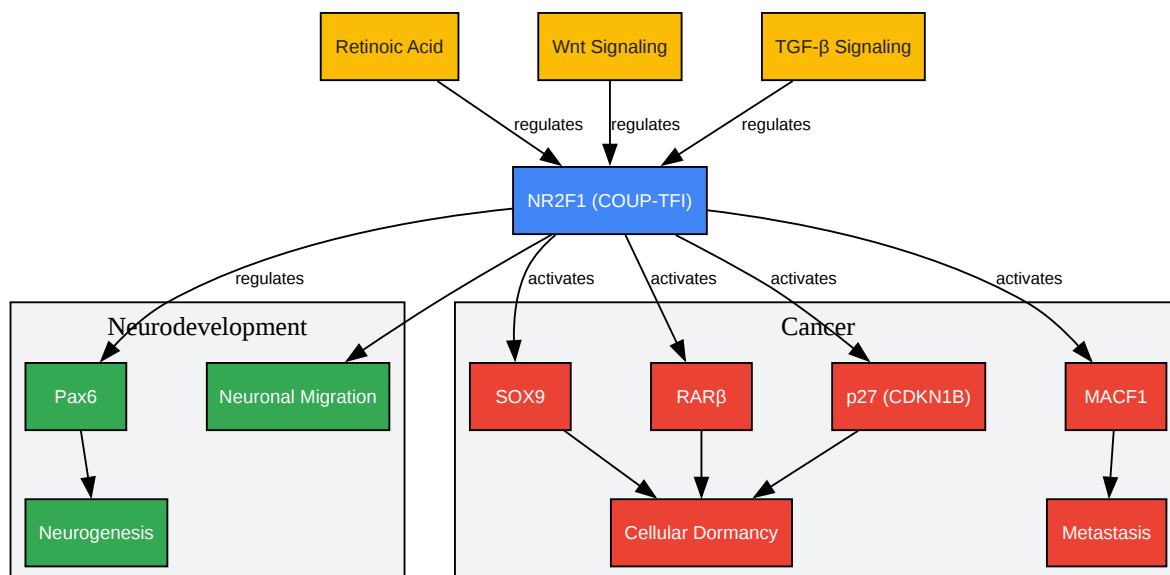 Retinoic Acid
Wnt Signaling
TGF-β Signaling
regulates
regulates
regulates
NR2F1 (COUP-TFI)
regulates
activates
activates
activates
activates
Neurodevelopment
Cancer
Pax6
Neuronal Migration
SOX9
RARβ
p27 (CDKN1B)
MACF1
Neurogenesis
Cellular Dormancy
Metastasis